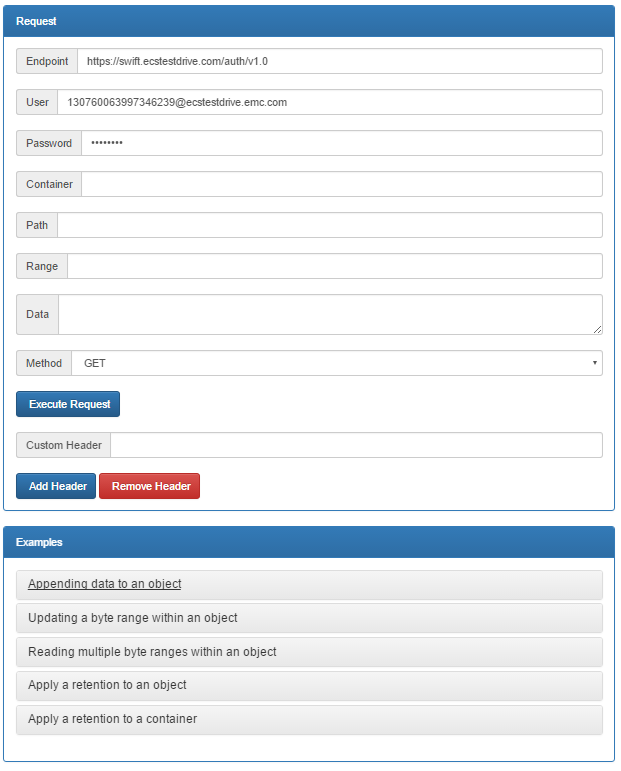 Request
Endpoint https://swift.ecstestdrive.com/auth/v1.0
User 130760063997346239@ecstestdrive.emc.com
Password ••••••••
Container
Path
Range
Data
Method GET
Execute Request
Custom Header
Add Header Remove Header
Examples
Appending data to an object
Updating a byte range within an object
Reading multiple byte ranges within an object
Apply a retention to an object
Apply a retention to a container